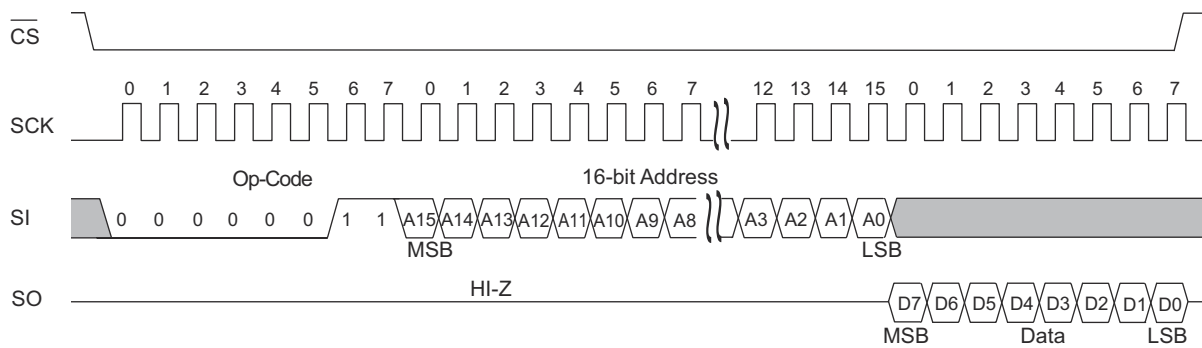 CS
0 1 2 3 4 5 6 7 0 1 2 3 4 5 6 7 12 13 14 15 0 1 2 3 4 5 6 7
SCK
Op-Code 16-bit Address
SI 0 0 0 0 0 0 1 1 A15 A14 A13 A12 A11 A10 A9 A8 A3 A2 A1 A0
MSB LSB
HI-Z
SO D7 D6 D5 D4 D3 D2 D1 D0
MSB Data LSB